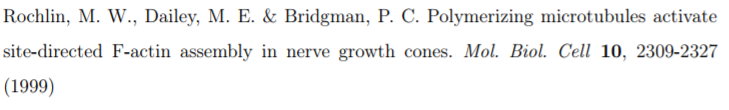 Rochlin, M. W., Dailey, M. E. & Bridgman, P. C. Polymerizing microtubules activate
site-directed F-actin assembly in nerve growth cones. Mol. Biol. Cell 10, 2309-2327
(1999)